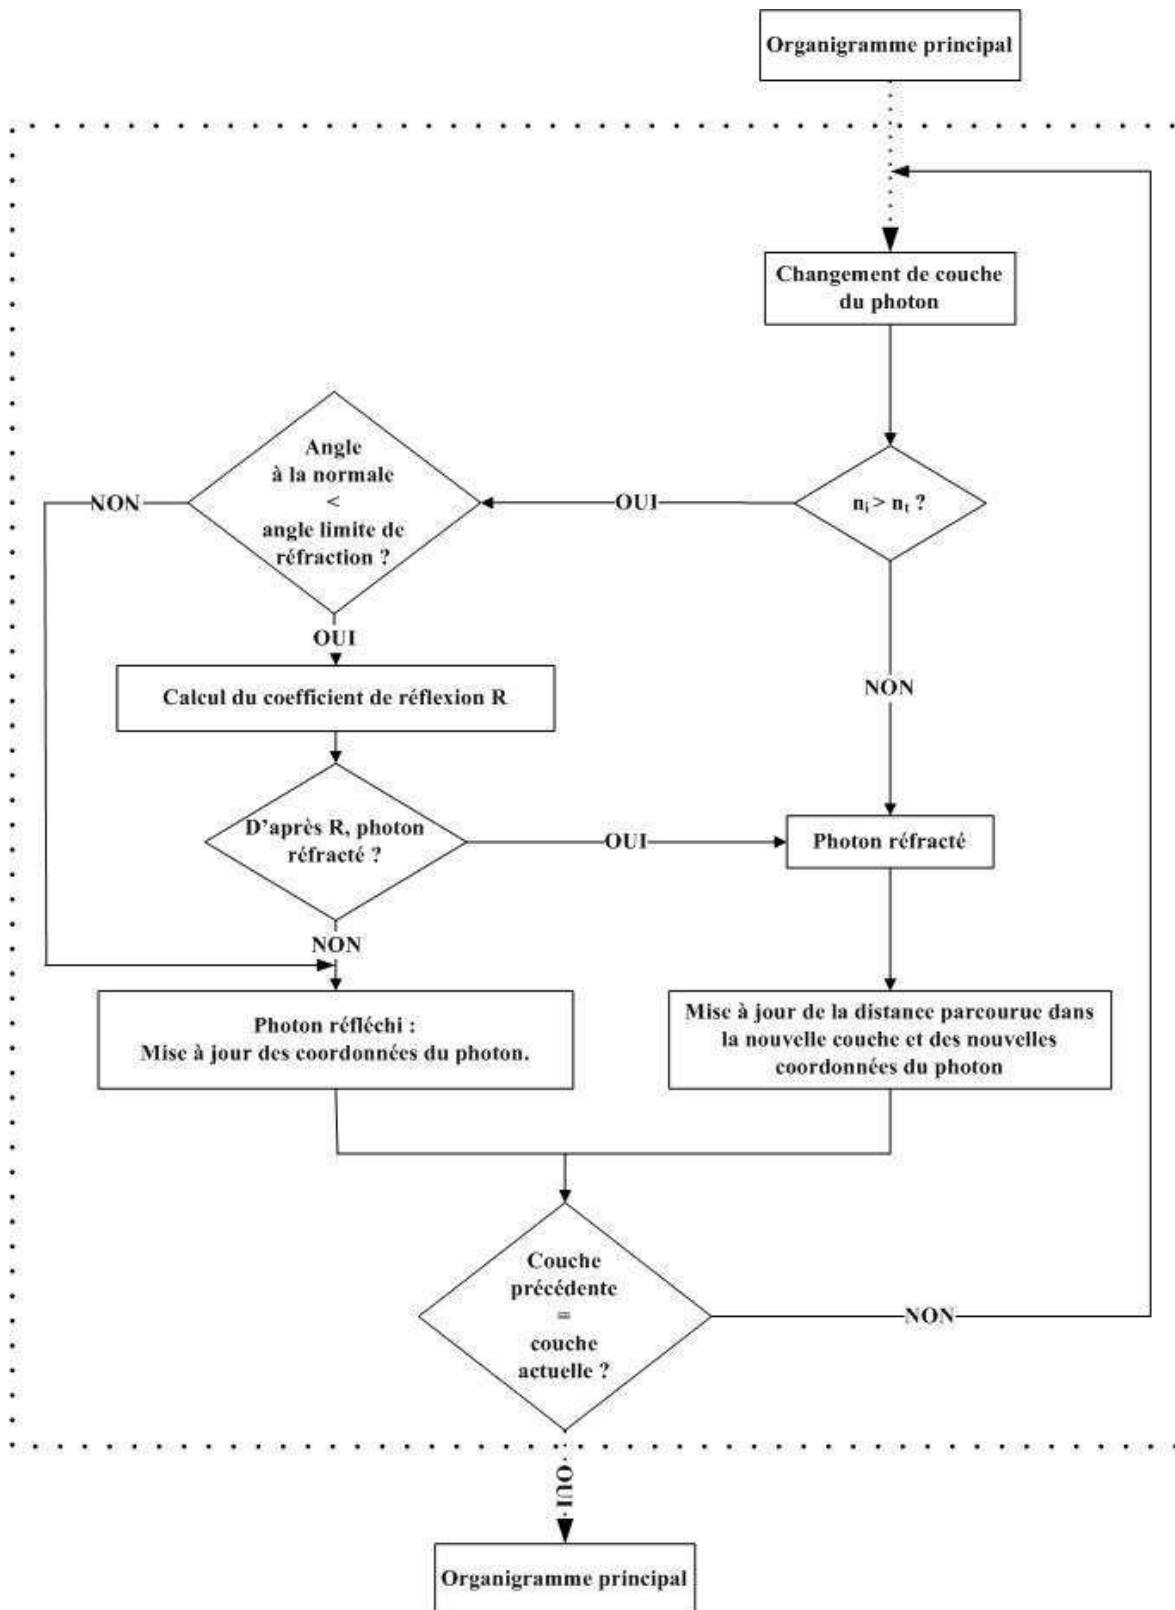 Organigramme principal
Changement de couche
du photon
n_i > n_t ?
OUI
Angle
à la normale
<
angle limite de
réfraction ?
NON
OUI
Calcul du coefficient de réflexion R
NON
D'après R, photon
réfracté ?
OUI
Photon réfracté
NON
Photon réfléchi :
Mise à jour des coordonnées du photon.
Mise à jour de la distance parcourue dans
la nouvelle couche et des nouvelles
coordonnées du photon
Couche
précédente
=
couche
actuelle ?
NON
OUI
Organigramme principal